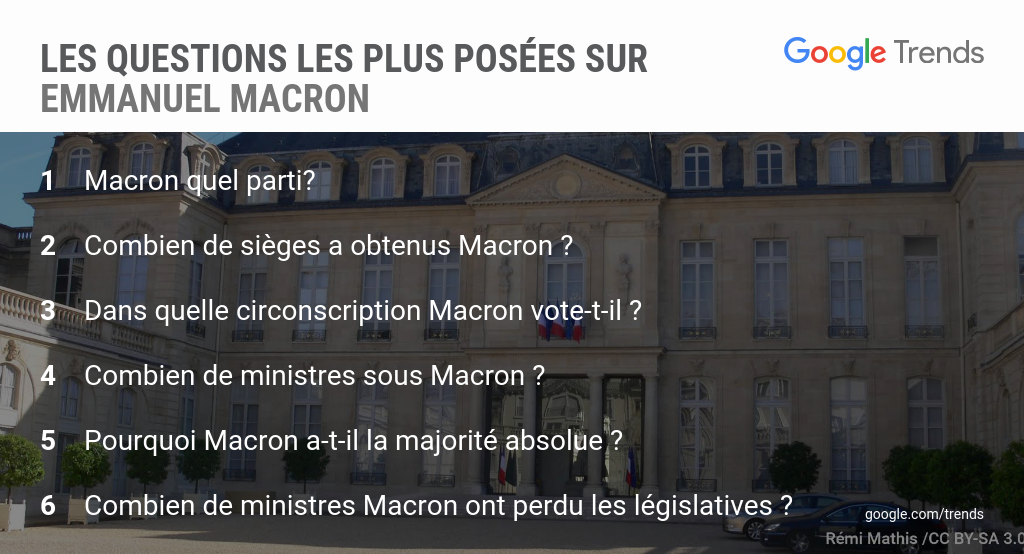 LES QUESTIONS LES PLUS POSÉES SUR
EMMANUEL MACRON
Google Trends
1 Macron quel parti?
2 Combien de sièges a obtenus Macron ?
3 Dans quelle circonscription Macron vote-t-il ?
4 Combien de ministres sous Macron ?
5 Pourquoi Macron a-t-il la majorité absolue ?
6 Combien de ministres Macron ont perdu les législatives ?
google.com/trends
Rémi Mathis /CC BY-SA 3.0